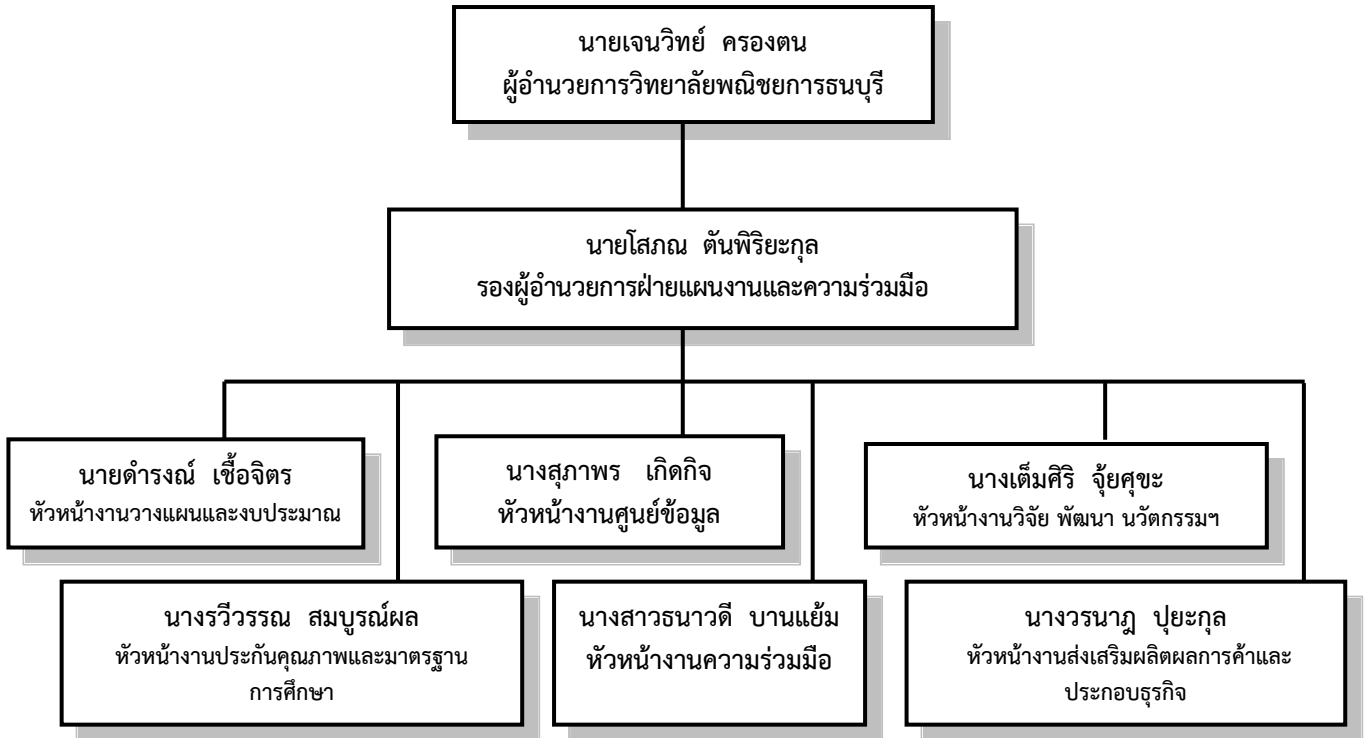 นายเจนวิทย์ ครองตน
ผู้อำนวยการวิทยาลัยพณิชยการธนบุรี
นายโสภณ ตันพิริยะกุล
รองผู้อำนวยการฝ่ายแผนงานและความร่วมมือ
นายดำรงณ์ เชื้อจิตร
หัวหน้างานวางแผนและงบประมาณ
นางสุภาพร เกิดกิจ
หัวหน้างานศูนย์ข้อมูล
นางเต็มศิริ จุ้ยศุขะ
หัวหน้างานวิจัย พัฒนา นวัตกรรมฯ
นางรวีวรรณ สมบูรณ์ผล
หัวหน้างานประกันคุณภาพและมาตรฐาน
การศึกษา
นางสาวธนาวดี บานแย้ม
หัวหน้างานความร่วมมือ
นางวรนาฎ ปุยะกุล
หัวหน้างานส่งเสริมผลิตผลการค้าและ
ประกอบธุรกิจ